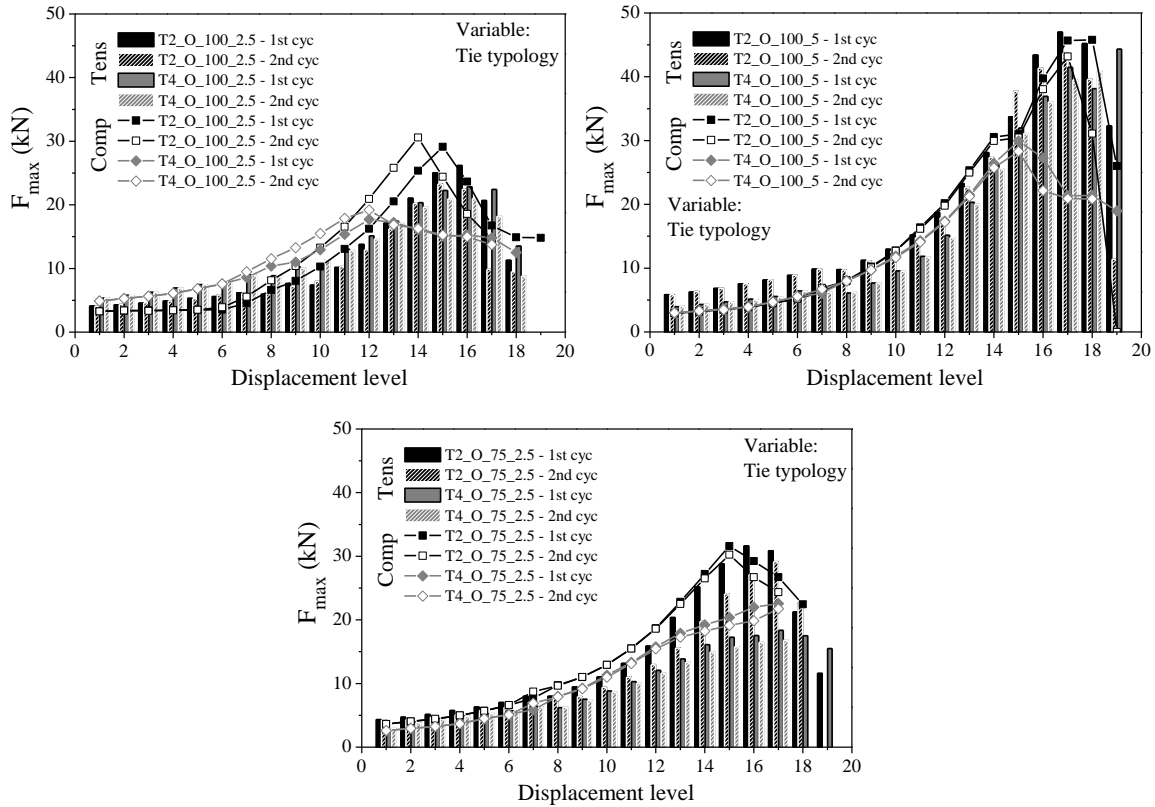 Variable:
Tie typology
Tens
T2_O_100_2.5 - 1st cyc
T2_O_100_2.5 - 2nd cyc
T4_O_100_2.5 - 1st cyc
T4_O_100_2.5 - 2nd cyc
Comp
T2_O_100_2.5 - 1st cyc
T2_O_100_2.5 - 2nd cyc
T4_O_100_2.5 - 1st cyc
T4_O_100_2.5 - 2nd cyc
F_max (kN)
50
40
30
20
10
0
0 2 4 6 8 10 12 14 16 18 20
Displacement level
Tens
T2_O_100_5 - 1st cyc
T2_O_100_5 - 2nd cyc
T4_O_100_5 - 1st cyc
T4_O_100_5 - 2nd cyc
Comp
T2_O_100_5 - 1st cyc
T2_O_100_5 - 2nd cyc
T4_O_100_5 - 1st cyc
T4_O_100_5 - 2nd cyc
Variable:
Tie typology
F_max (kN)
50
40
30
20
10
0
0 2 4 6 8 10 12 14 16 18 20
Displacement level
Variable:
Tie typology
Tens
T2_O_75_2.5 - 1st cyc
T2_O_75_2.5 - 2nd cyc
T4_O_75_2.5 - 1st cyc
T4_O_75_2.5 - 2nd cyc
Comp
T2_O_75_2.5 - 1st cyc
T2_O_75_2.5 - 2nd cyc
T4_O_75_2.5 - 1st cyc
T4_O_75_2.5 - 2nd cyc
F_max (kN)
50
40
30
20
10
0
0 2 4 6 8 10 12 14 16 18 20
Displacement level